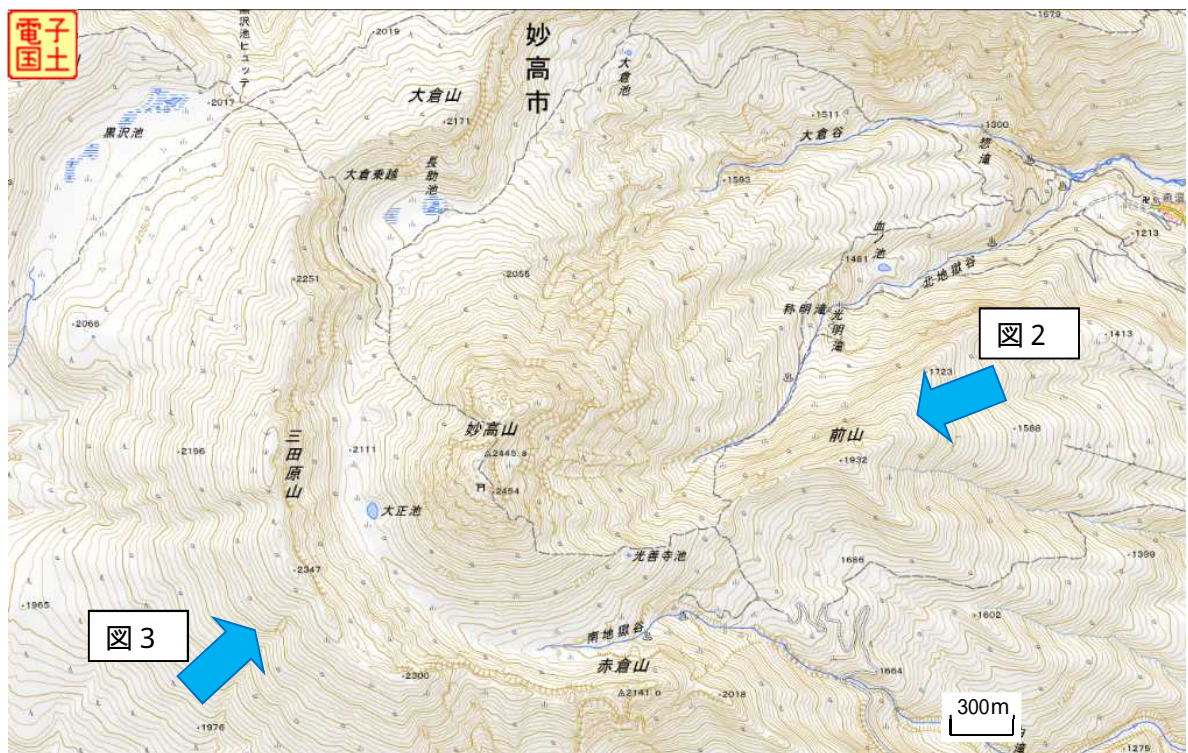 電子
国土
黒沢池ヒュッテ
・2019
・1679
妙高市
大倉池
大倉山
・2171
・2017
黒沢池
・1511
大倉谷
・1300
惣滝
大倉乗越
長助池
・1593
・1213
血ノ池
1481・
北地獄谷
・2251
・2055
称明滝
光明滝
図2
・1413
・2066
・1723
妙高山
△2445.8
前山
・1588
三田原山
・2196
・2111
・1932
・2454
大正池
光善寺池
1686
・1399
・2347
・1965
図3
南地獄谷
・1602
赤倉山
・1664
・2300
△2141.0
・2018
300m
・1976
・1275